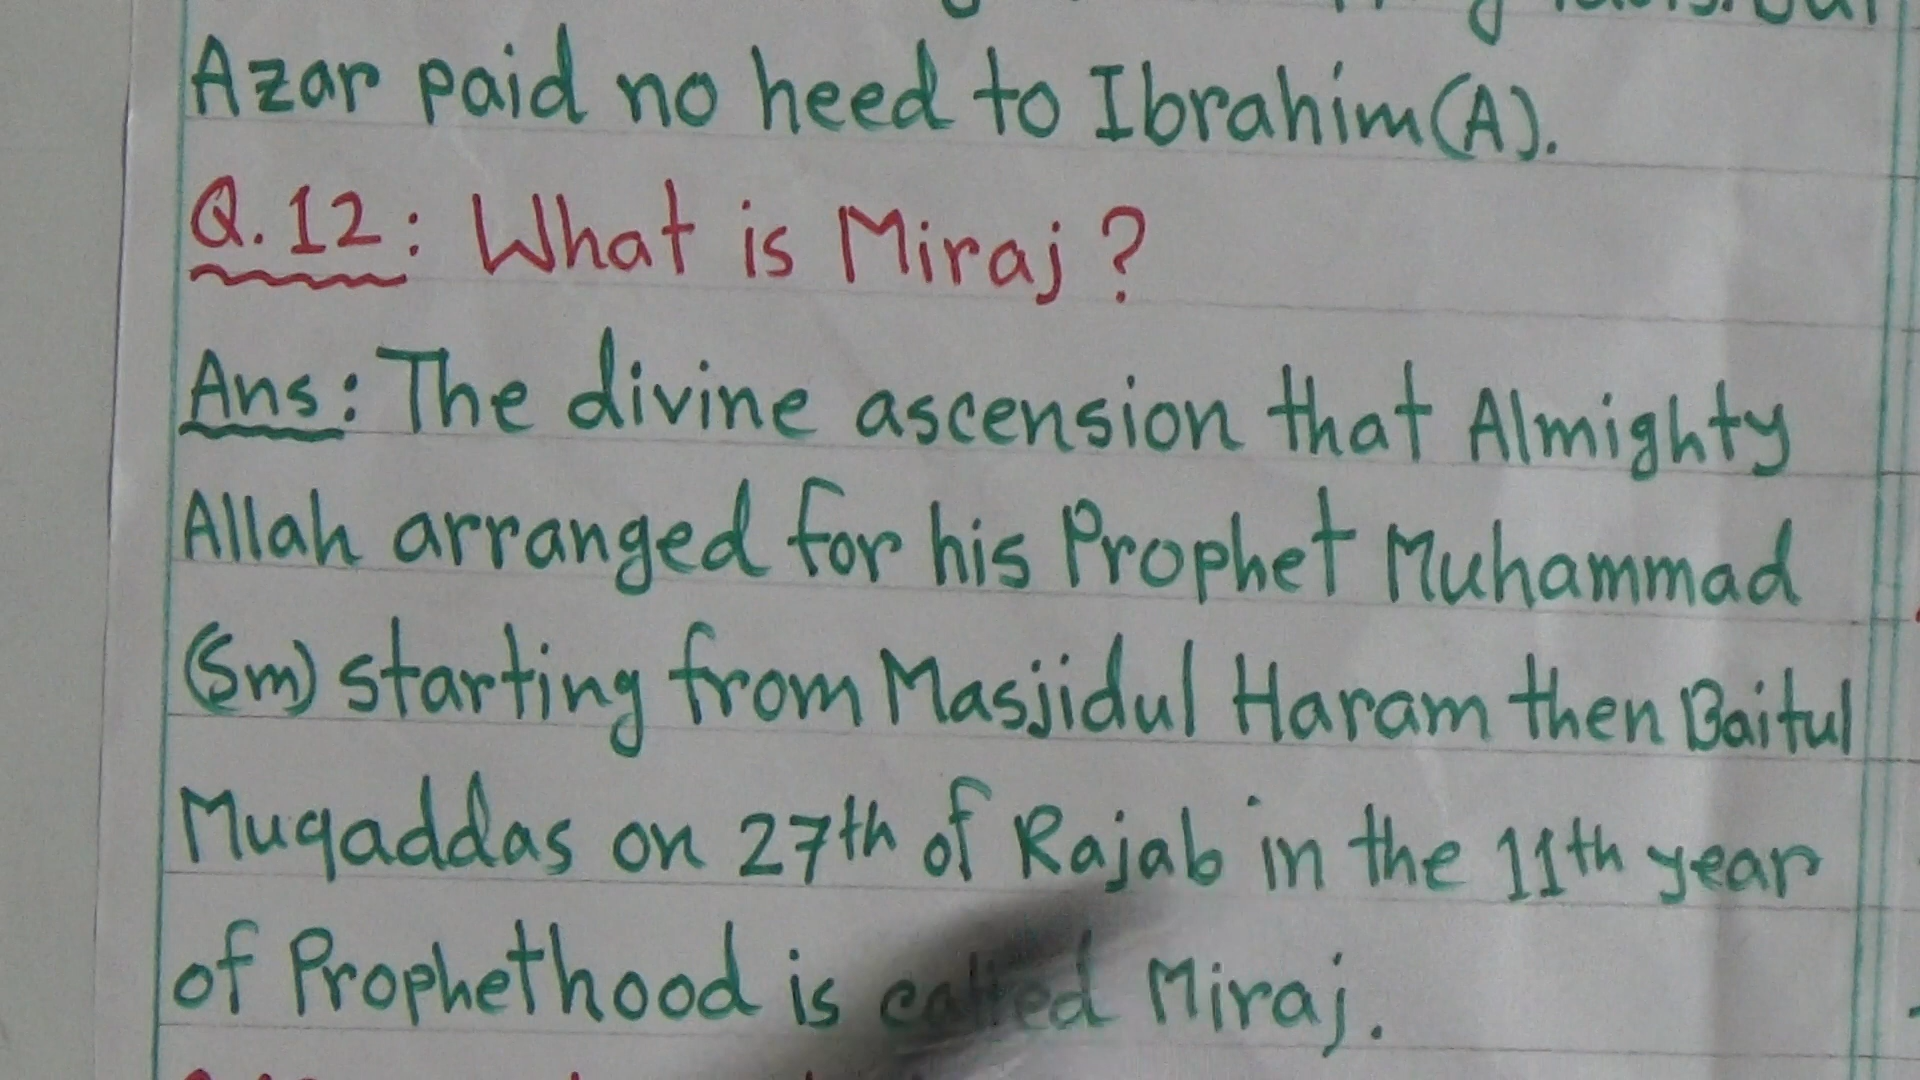 Azar paid no heed to Ibrahim(A).
Q.12: What is Miraj?
Ans: The divine ascension that Almighty
Allah arranged for his Prophet Muhammad
(Sm) starting from Masjidul Haram then Baitul
Muqaddas on 27th of Rajab in the 11th year
of Prophethood is called Miraj.